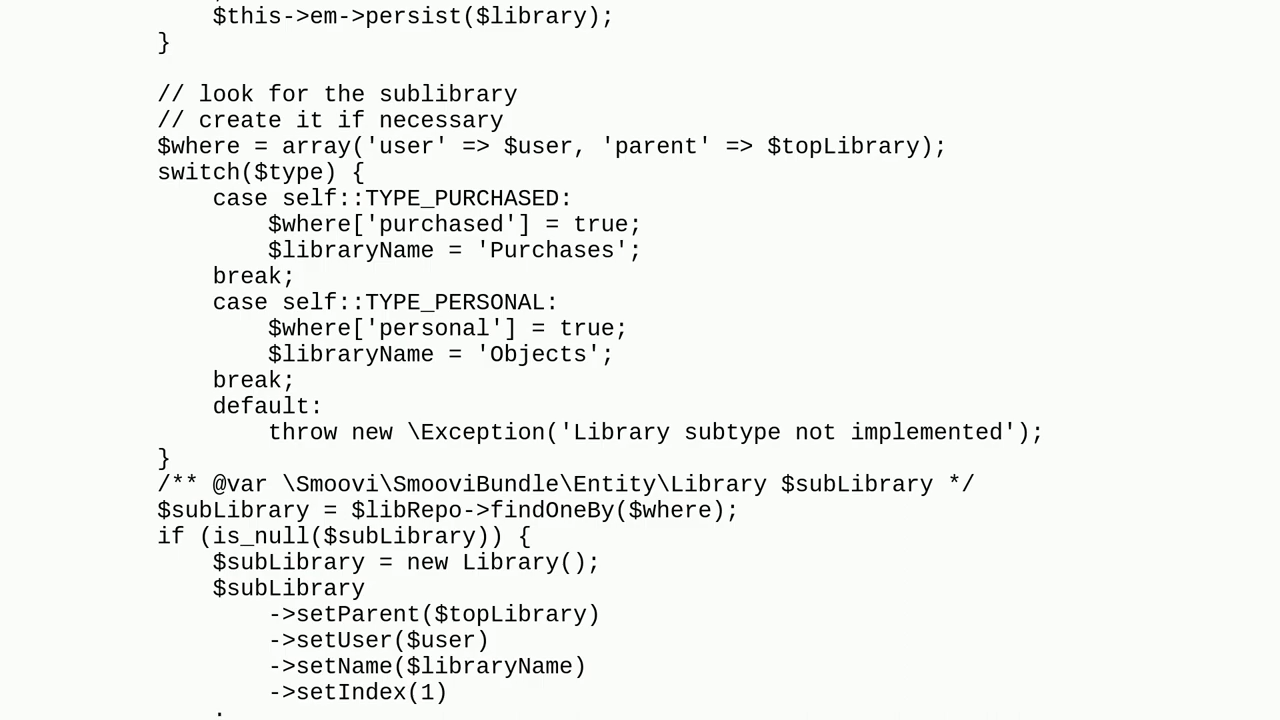 $this->em->persist($library);
}
// look for the sublibrary
// create it if necessary
$where = array('user' => $user, 'parent' => $topLibrary);
switch($type) {
case self::TYPE_PURCHASED:
$where['purchased'] = true;
$libraryName = 'Purchases';
break;
case self::TYPE_PERSONAL:
$where['personal'] = true;
$libraryName = 'Objects';
break;
default:
throw new \Exception('Library subtype not implemented');
}
/** @var \Smoovi\SmooviBundle\Entity\Library $subLibrary */
$subLibrary = $libRepo->findOneBy($where);
if (is_null($subLibrary)) {
$subLibrary = new Library();
$subLibrary
->setParent($topLibrary)
->setUser($user)
->setName($libraryName)
->setIndex(1)